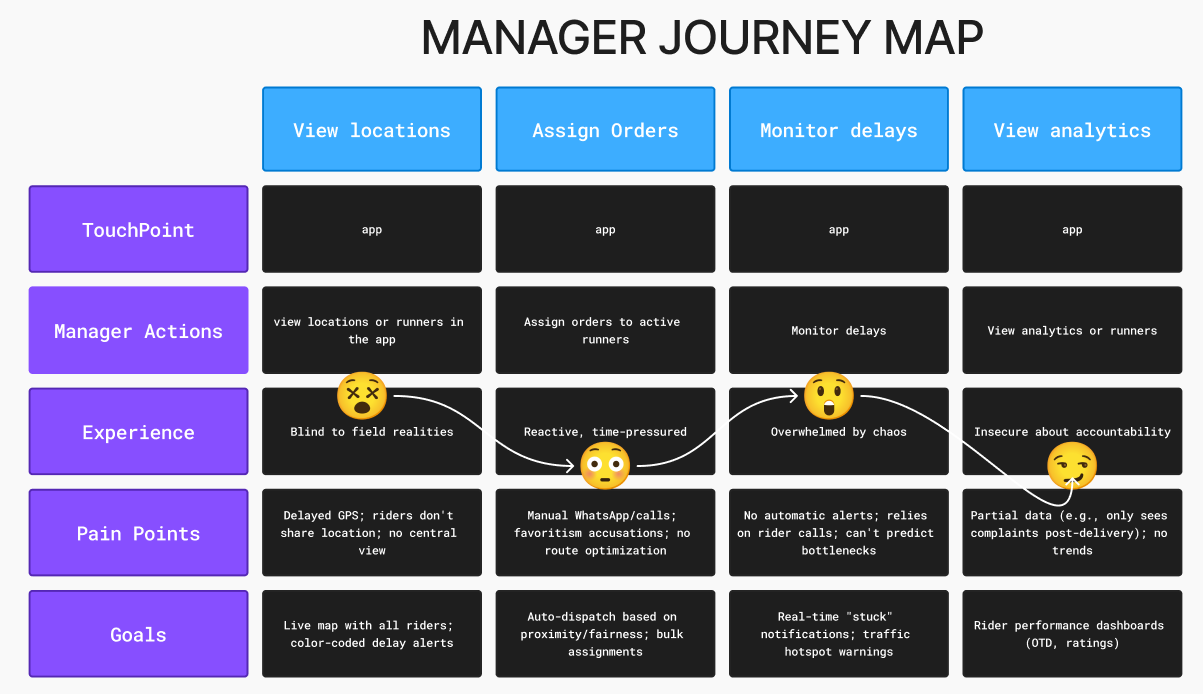 MANAGER JOURNEY MAP
View locations
Assign Orders
Monitor delays
View analytics
TouchPoint
app
app
app
app
Manager Actions
view locations or runners in
the app
Assign orders to active
runners
Monitor delays
View analytics or runners
Experience
Blind to field realities
Reactive, time-pressured
Overwhelmed by chaos
Insecure about accountability
Pain Points
Delayed GPS; riders don't
share location; no central
view
Manual WhatsApp/calls;
favoritism accusations; no
route optimization
No automatic alerts; relies
on rider calls; can't predict
bottlenecks
Partial data (e.g., only sees
complaints post-delivery); no
trends
Goals
Live map with all riders;
color-coded delay alerts
Auto-dispatch based on
proximity/fairness; bulk
assignments
Real-time "stuck"
notifications; traffic
hotspot warnings
Rider performance dashboards
(OTD, ratings)